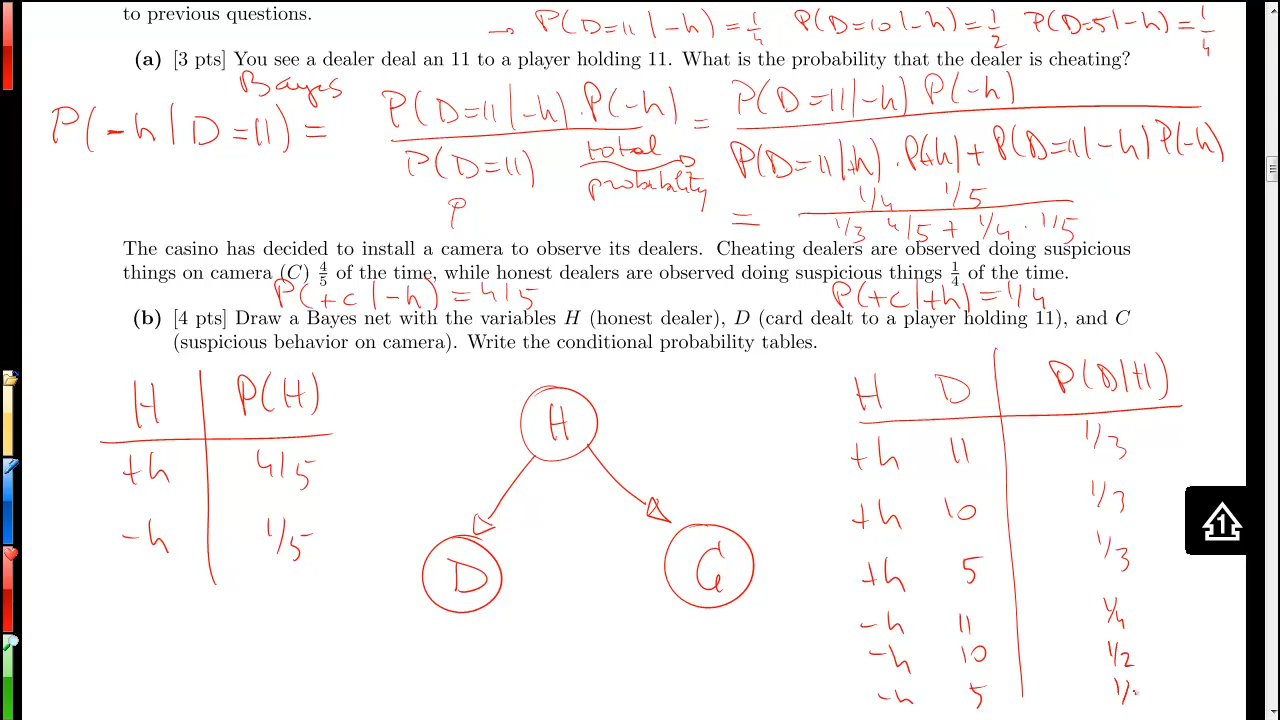 to previous questions.
→ P(D=11|-h)=1/4 P(D=10|-h)=1/2 P(D=5|-h)=1/4
(a) [3 pts] You see a dealer deal an 11 to a player holding 11. What is the probability that the dealer is cheating?
Bayes
P(-h|D=11) = P(D=11|-h).P(-h) / P(D=11) = P(D=11|-h) P(-h) / P(D=11|+h).P(+h)+P(D=11|-h)P(-h)
total probability
P
= 1/4 1/5 / 1/3 4/5 + 1/4 . 1/5
The casino has decided to install a camera to observe its dealers. Cheating dealers are observed doing suspicious
things on camera (C) 4/5 of the time, while honest dealers are observed doing suspicious things 1/4 of the time.
P(+c|-h)=4/5 P(+c|+h)=1/4
(b) [4 pts] Draw a Bayes net with the variables H (honest dealer), D (card dealt to a player holding 11), and C
(suspicious behavior on camera). Write the conditional probability tables.
H P(H)
+h 4/5
-h 1/5
H
D
C
H D P(D|H)
+h 11 1/3
+h 10 1/3
+h 5 1/3
-h 11 1/4
-h 10 1/2
-h 5 1/
1